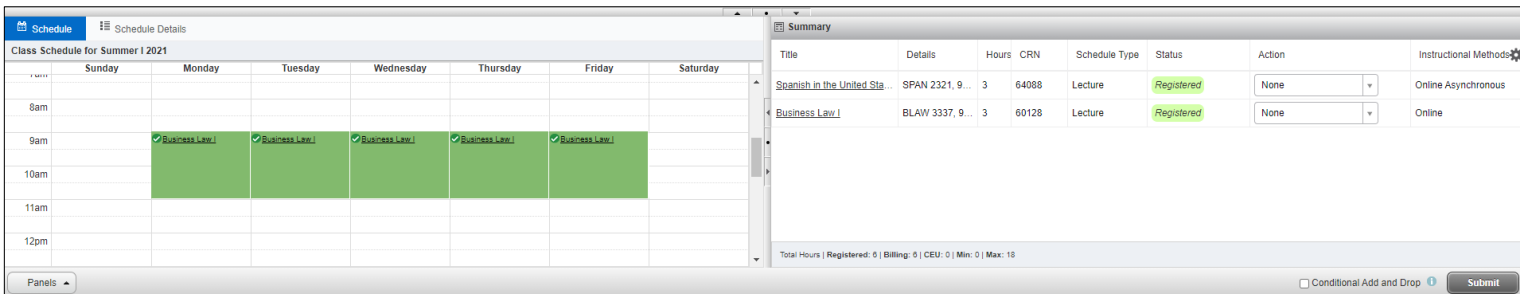 Schedule
Schedule Details
Class Schedule for Summer I 2021
Sunday Monday Tuesday Wednesday Thursday Friday Saturday
8am
9am Business Law I Business Law I Business Law I Business Law I Business Law I
10am
11am
12pm
Summary
Title Details Hours CRN Schedule Type Status Action Instructional Methods
Spanish in the United Sta... SPAN 2321, 9... 3 64088 Lecture Registered None Online Asynchronous
Business Law I BLAW 3337, 9... 3 60128 Lecture Registered None Online
Total Hours | Registered: 6 | Billing: 6 | CEU: 0 | Min: 0 | Max: 18
Panels
Conditional Add and Drop
Submit